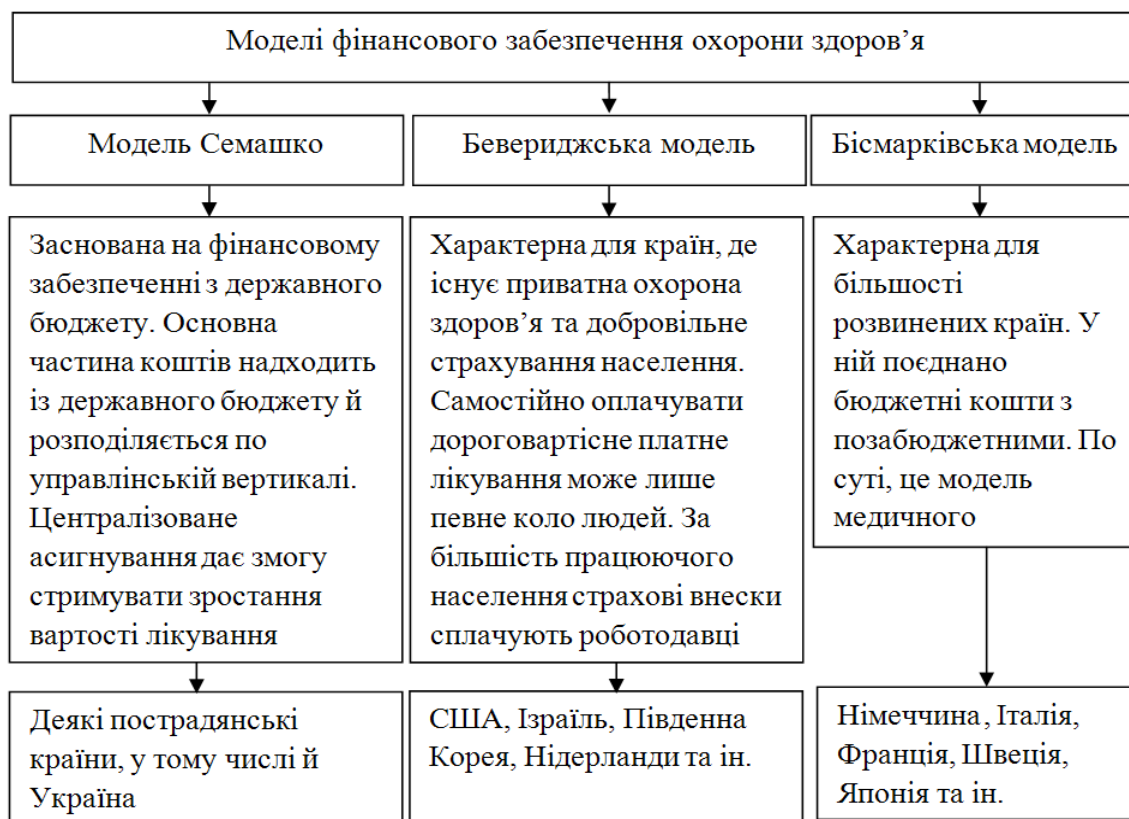 Моделі фінансового забезпечення охорони здоров’я
Модель Семашко
Бевериджська модель
Бісмарківська модель
Заснована на фінансовому
забезпеченні з державного
бюджету. Основна
частина коштів надходить
із державного бюджету й
розподіляється по
управлінській вертикалі.
Централізоване
асигнування дає змогу
стримувати зростання
вартості лікування
Характерна для країн, де
існує приватна охорона
здоров’я та добровільне
страхування населення.
Самостійно оплачувати
дороговартісне платне
лікування може лише
певне коло людей. За
більшість працюючого
населення страхові внески
сплачують роботодавці
Характерна для
більшості
розвинених країн. У
ній поєднано
бюджетні кошти з
позабюджетними. По
суті, це модель
медичного
Деякі пострадянські
країни, у тому числі й
Україна
США, Ізраїль, Південна
Корея, Нідерланди та ін.
Німеччина, Італія,
Франція, Швеція,
Японія та ін.